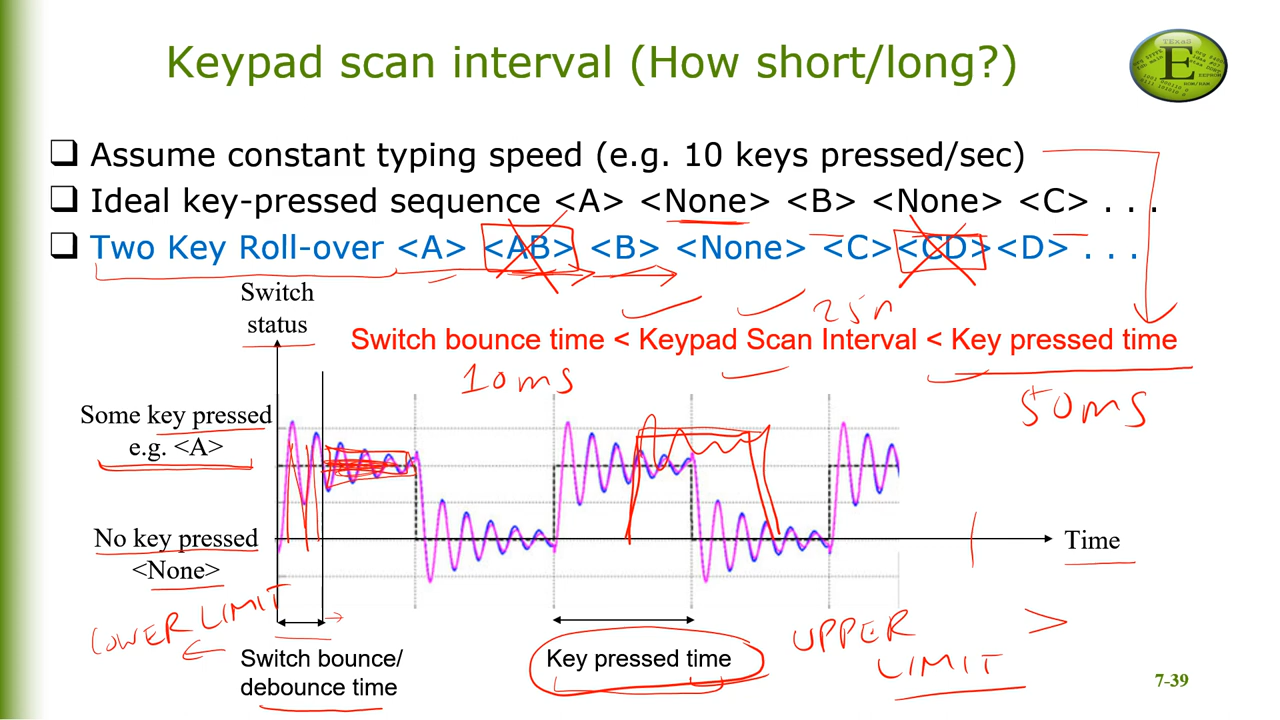 Keypad scan interval (How short/long?)
TExaS
E
❑ Assume constant typing speed (e.g. 10 keys pressed/sec)
❑ Ideal key-pressed sequence <A> <None> <B> <None> <C> . . .
❑ Two Key Roll-over <A> <AB> <B> <None> <C><CD><D> . . .
Switch
status
25
Switch bounce time < Keypad Scan Interval < Key pressed time
10ms
50ms
Some key pressed
e.g. <A>
No key pressed
<None>
Time
LOWER LIMIT
UPPER
LIMIT
>
Switch bounce/
debounce time
Key pressed time
7-39